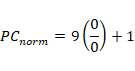 PC_norm = 9(0/0) + 1